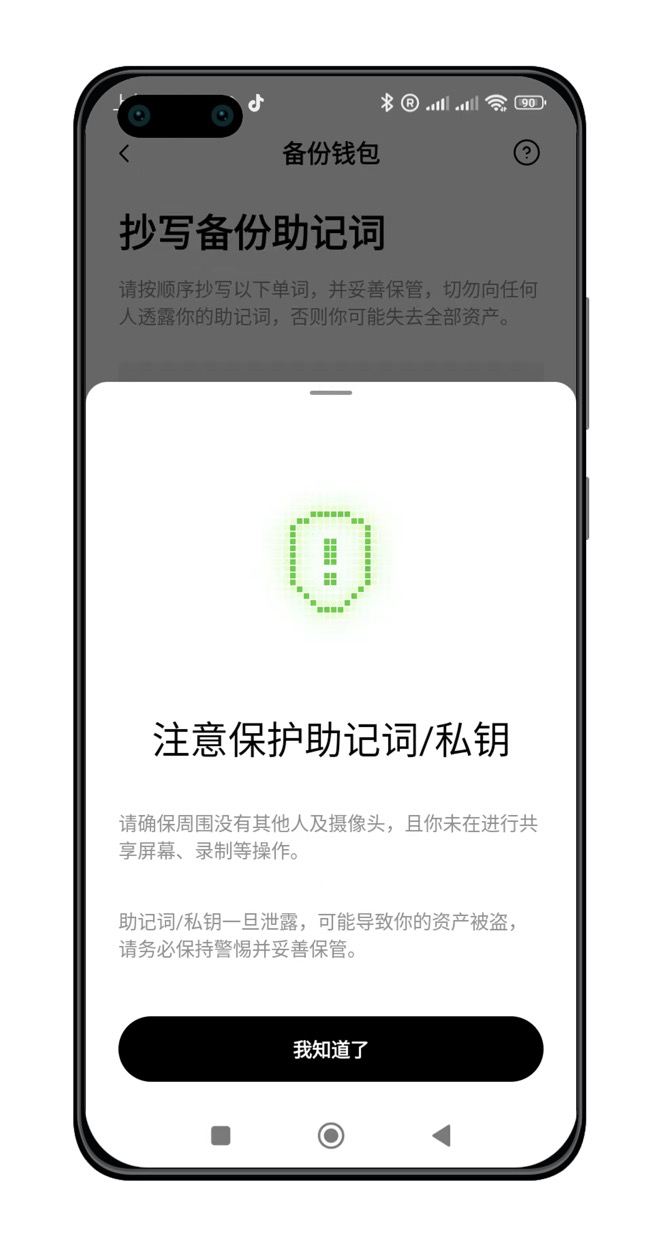 90
备份钱包
抄写备份助记词
请按顺序抄写以下单词，并妥善保管，切勿向任何
人透露你的助记词，否则你可能失去全部资产。
注意保护助记词/私钥
请确保周围没有其他人及摄像头，且你未在进行共
享屏幕、录制等操作。
助记词/私钥一旦泄露，可能导致你的资产被盗，
请务必保持警惕并妥善保管。
我知道了